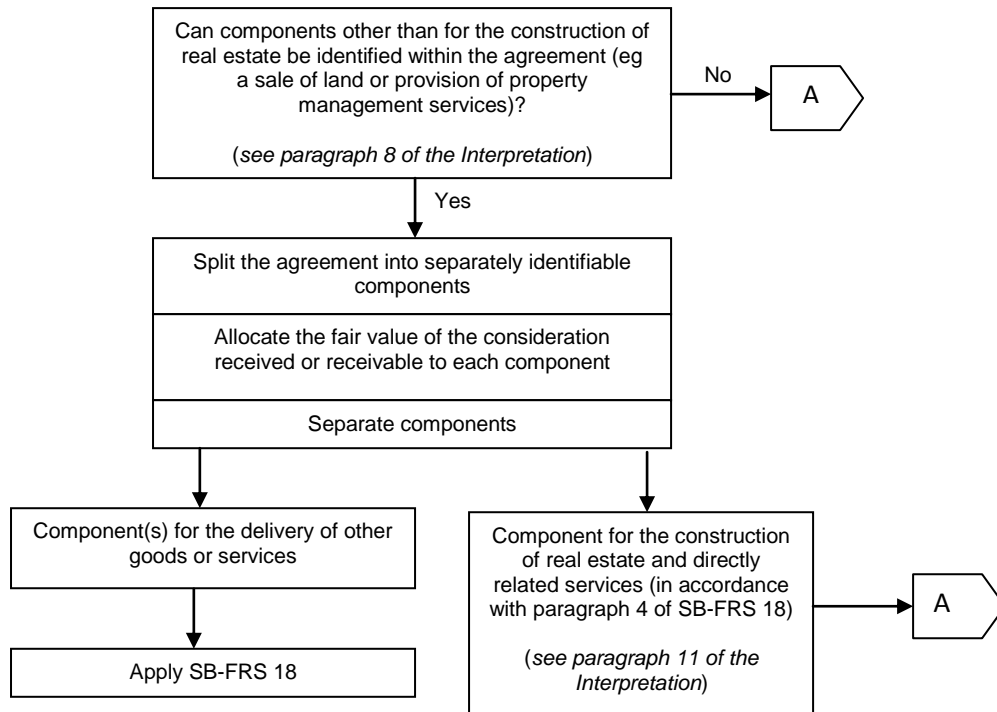 Can components other than for the construction of
real estate be identified within the agreement (eg
a sale of land or provision of property
management services)?
(see paragraph 8 of the Interpretation)
No
A
Yes
Split the agreement into separately identifiable
components
Allocate the fair value of the consideration
received or receivable to each component
Separate components
Component(s) for the delivery of other
goods or services
Apply SB-FRS 18
Component for the construction
of real estate and directly
related services (in accordance
with paragraph 4 of SB-FRS 18)
(see paragraph 11 of the
Interpretation)
A